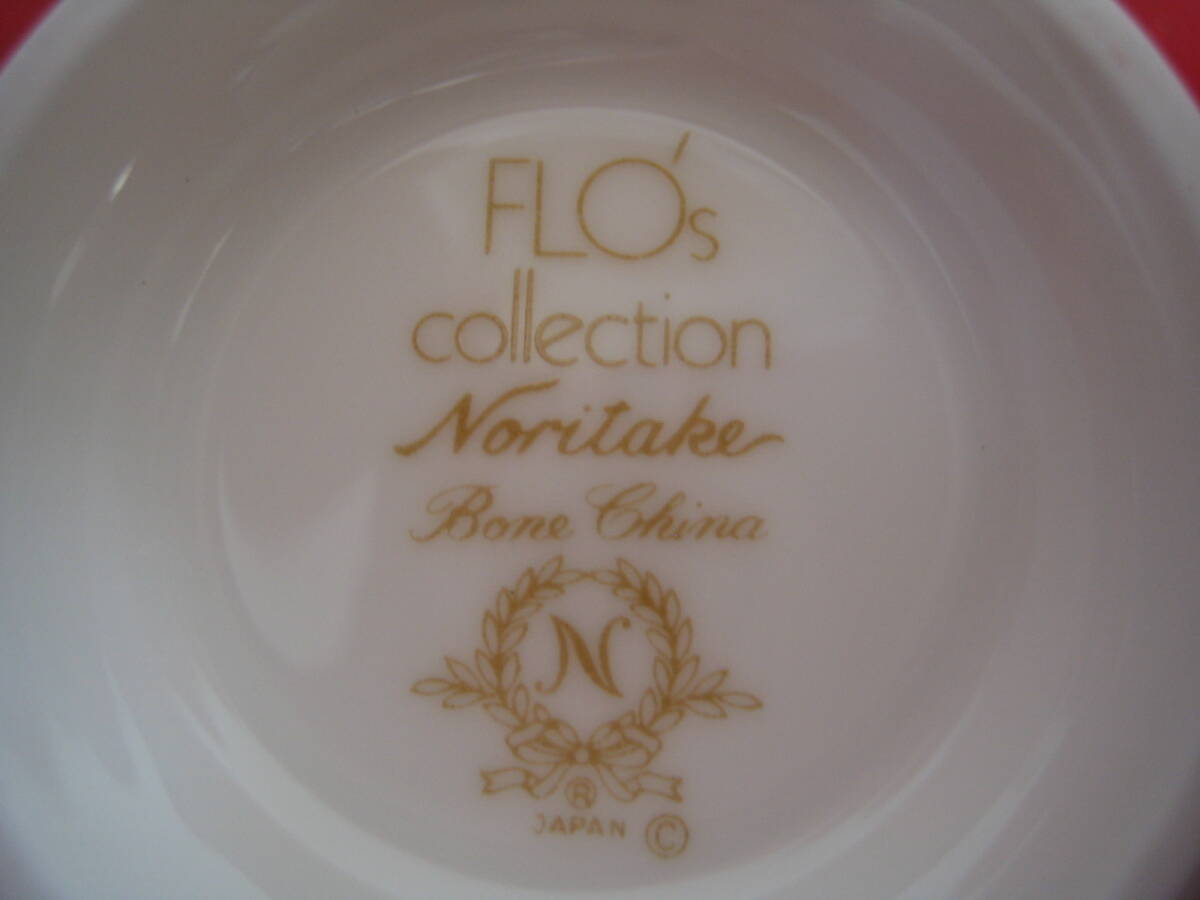 FLO's
collection
Noritake
Bone China
N
®
JAPAN ©